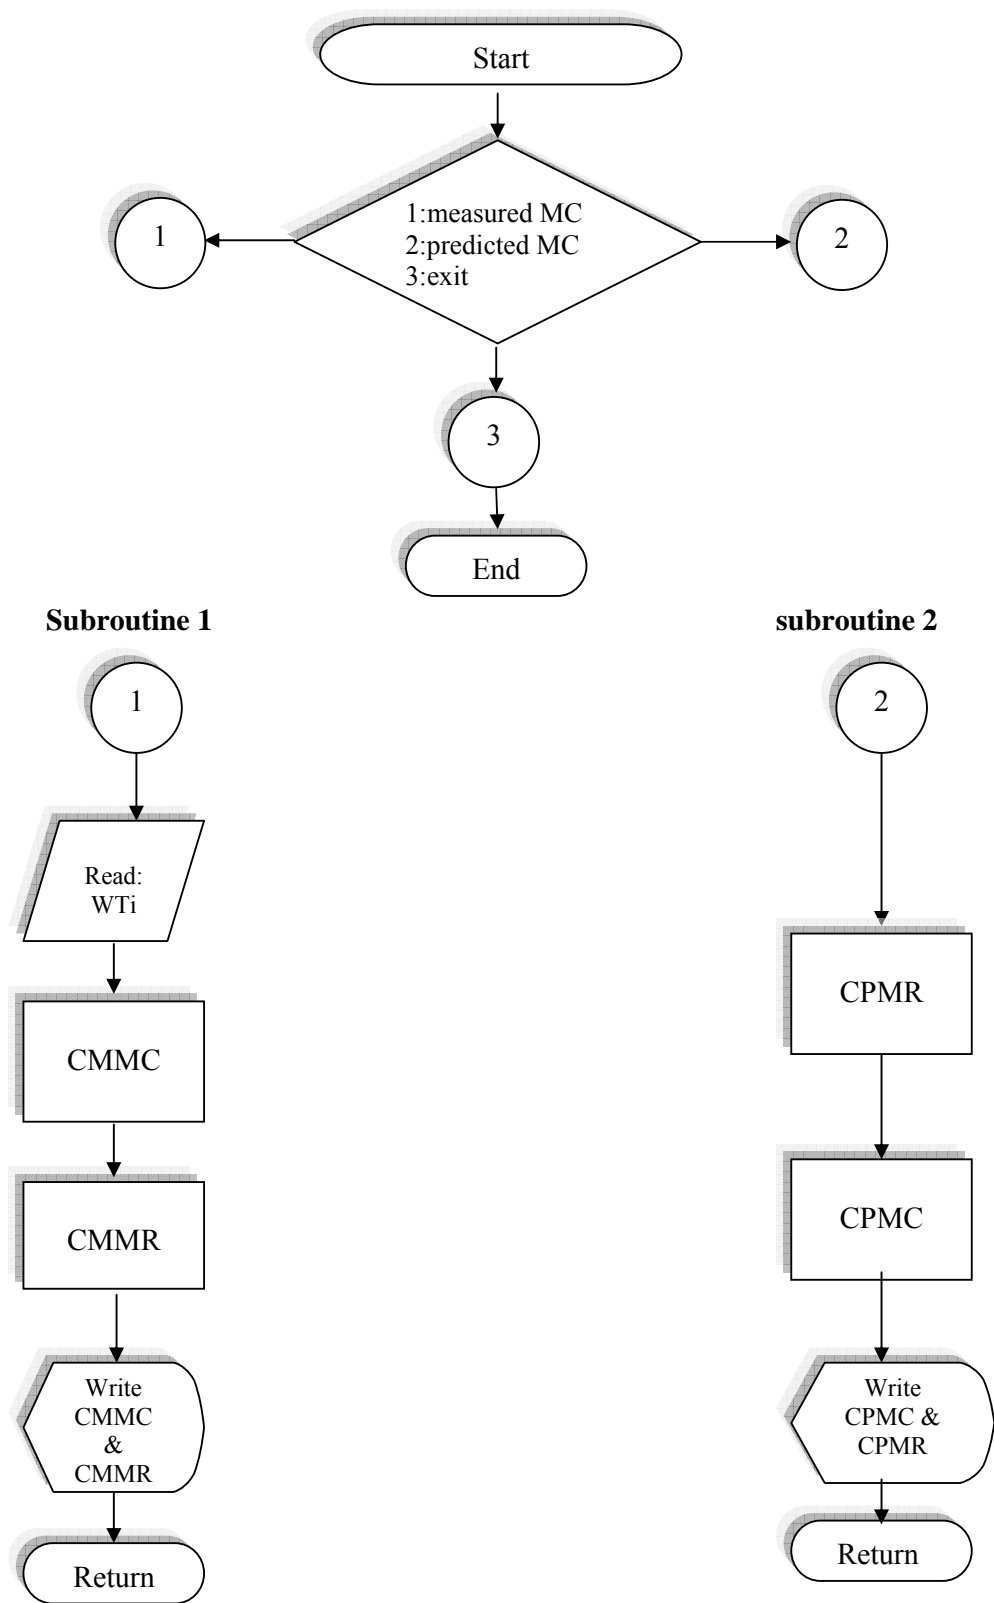 Start
1:measured MC
2:predicted MC
3:exit
1
2
3
End
Subroutine 1
1
Read:
WTi
CMMC
CMMR
Write
CMMC
&
CMMR
Return
subroutine 2
2
CPMR
CPMC
Write
CPMC &
CPMR
Return